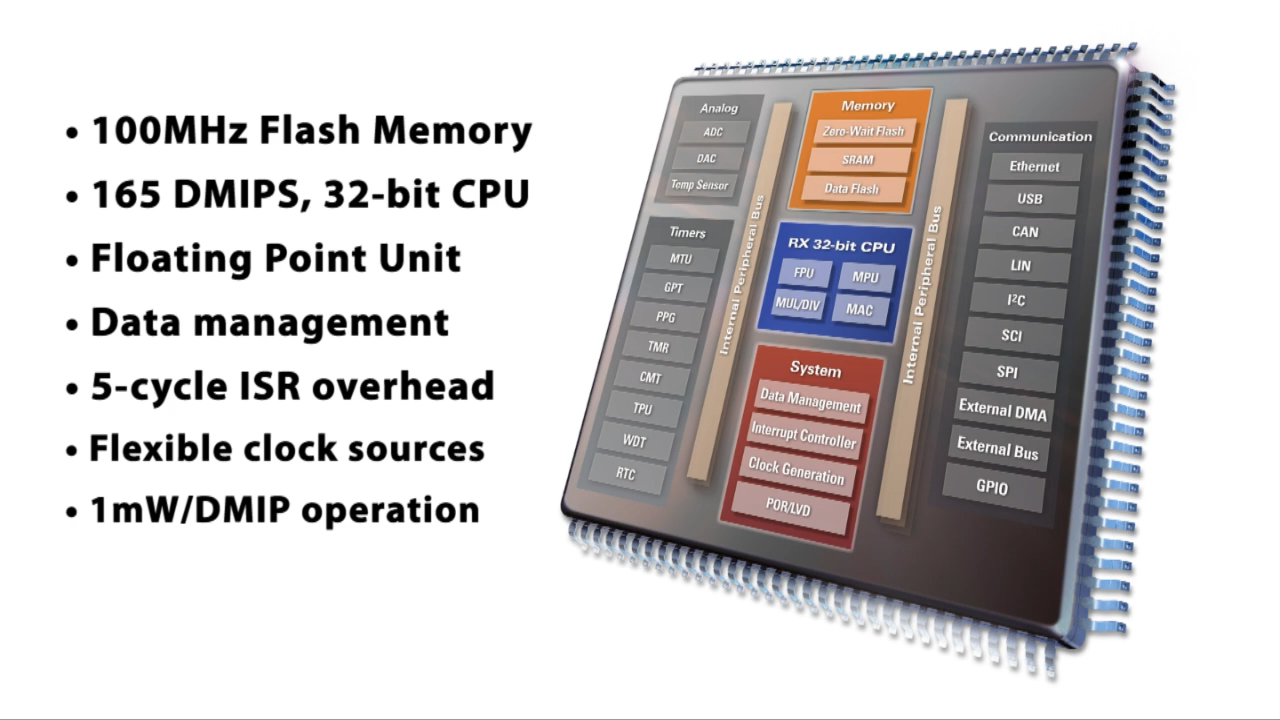 • 100MHz Flash Memory
• 165 DMIPS, 32-bit CPU
• Floating Point Unit
• Data management
• 5-cycle ISR overhead
• Flexible clock sources
• 1mW/DMIP operation
Analog
ADC
DAC
Temp Sensor
Timers
MTU
GPT
PPG
TMR
CMT
TPU
WDT
RTC
Internal Peripheral Bus
Memory
Zero-Wait Flash
SRAM
Data Flash
RX 32-bit CPU
FPU MPU
MUL/DIV MAC
System
Data Management
Interrupt Controller
Clock Generation
POR/LVD
Internal Peripheral Bus
Communication
Ethernet
USB
CAN
LIN
I²C
SCI
SPI
External DMA
External Bus
GPIO